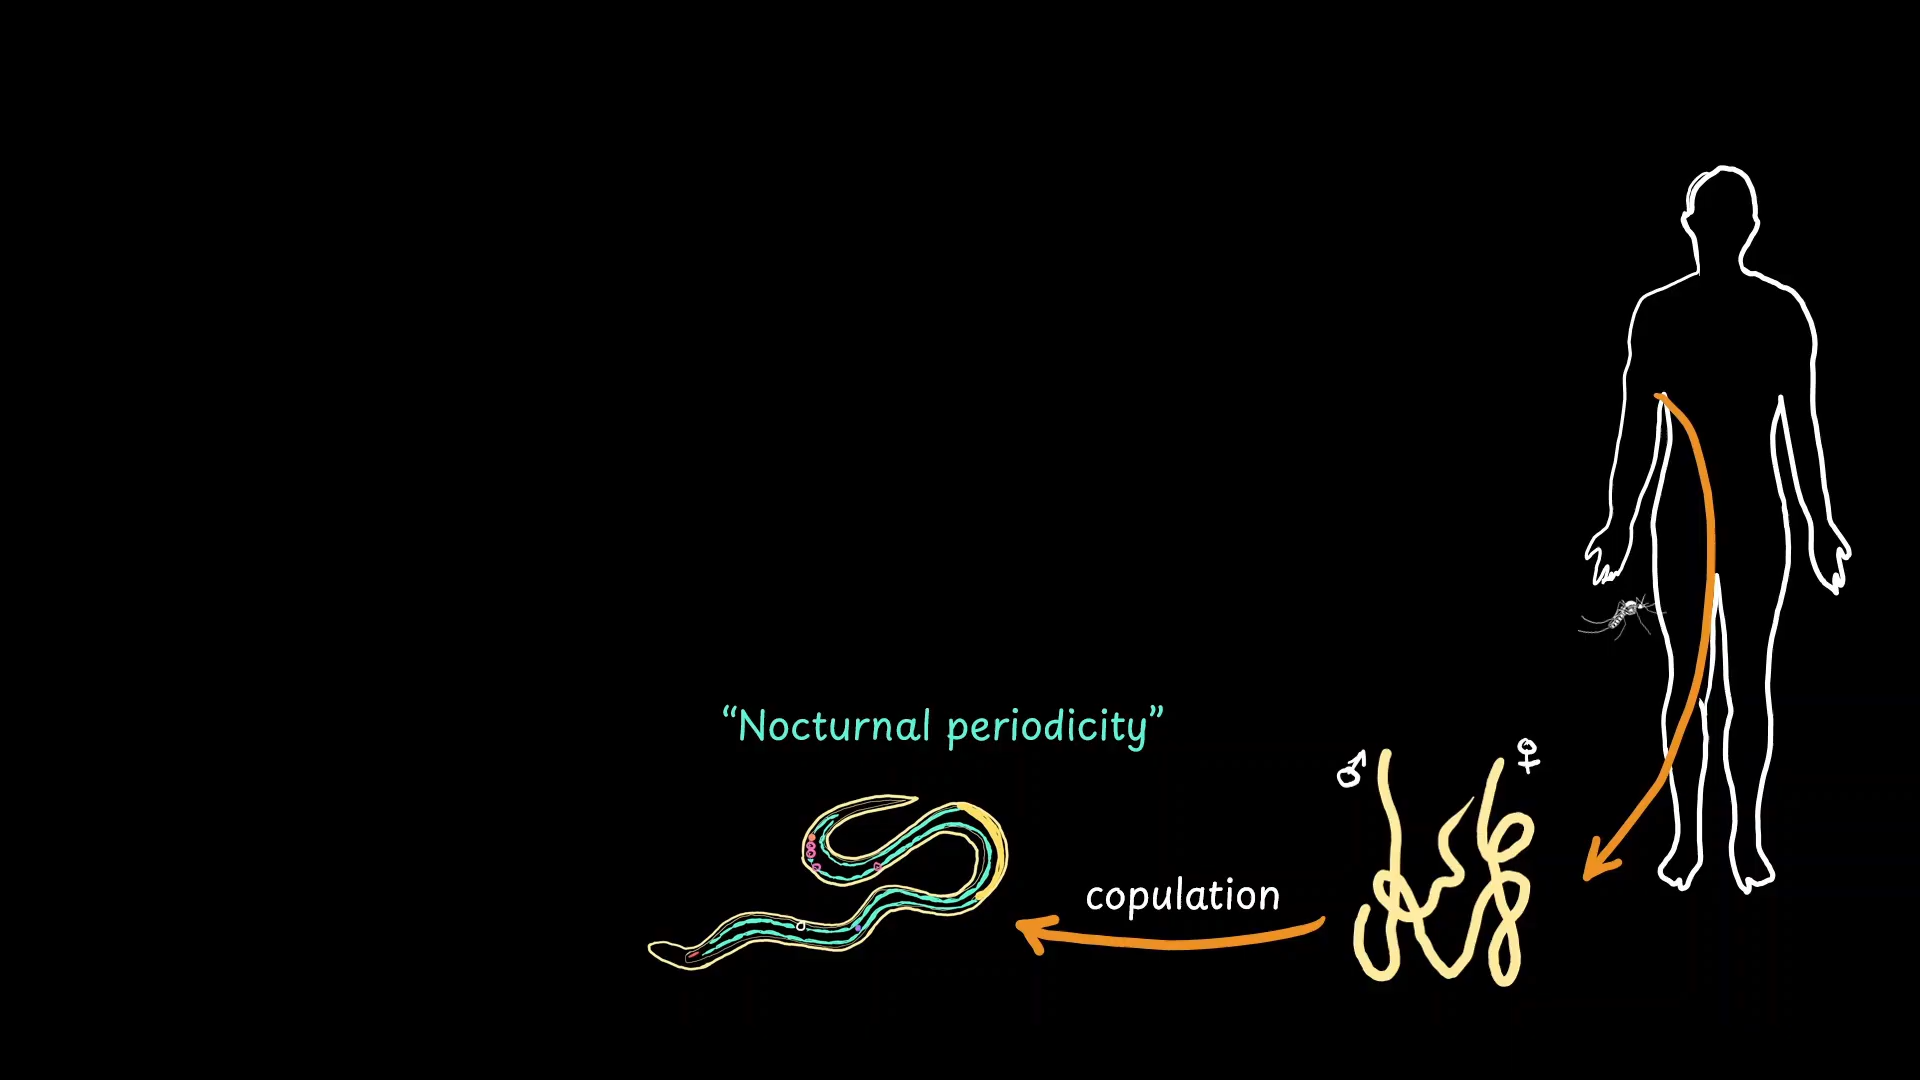 “Nocturnal periodicity”
♂ ♀
copulation